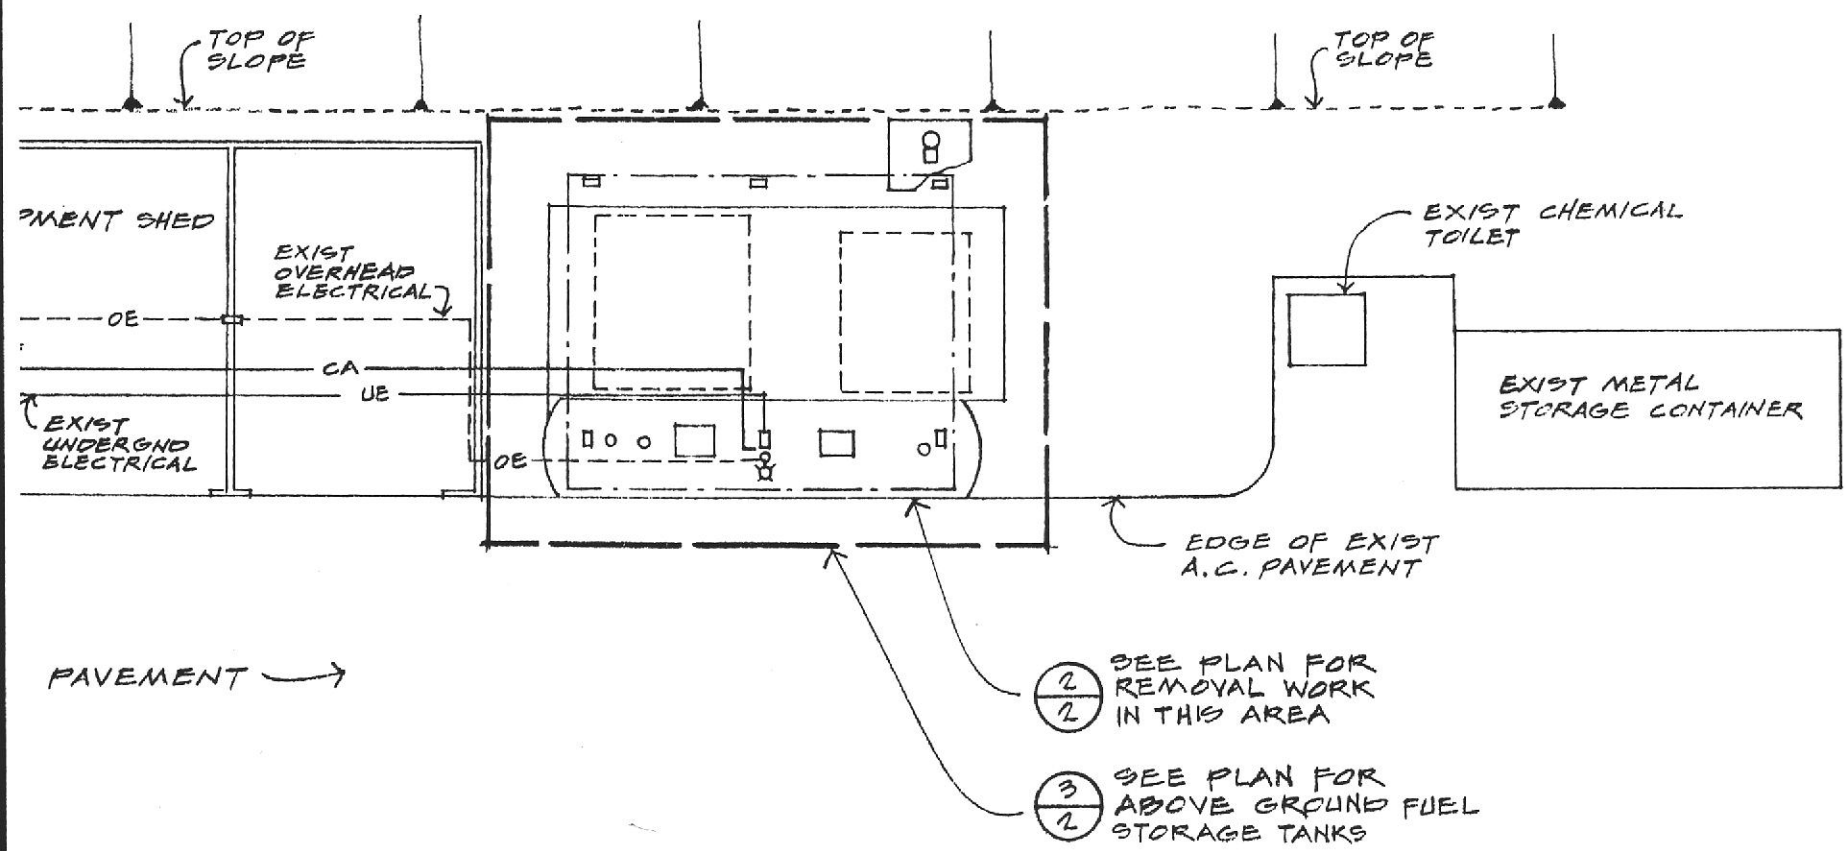 TOP OF
SLOPE
TOP OF
SLOPE
PMENT SHED
EXIST
OVERHEAD
ELECTRICAL
EXIST CHEMICAL
TOILET
OE
CA
UE
EXIST METAL
STORAGE CONTAINER
EXIST
UNDERGND
ELECTRICAL
OE
EDGE OF EXIST
A.C. PAVEMENT
PAVEMENT
2
2
SEE PLAN FOR
REMOVAL WORK
IN THIS AREA
3
2
SEE PLAN FOR
ABOVE GROUND FUEL
STORAGE TANKS